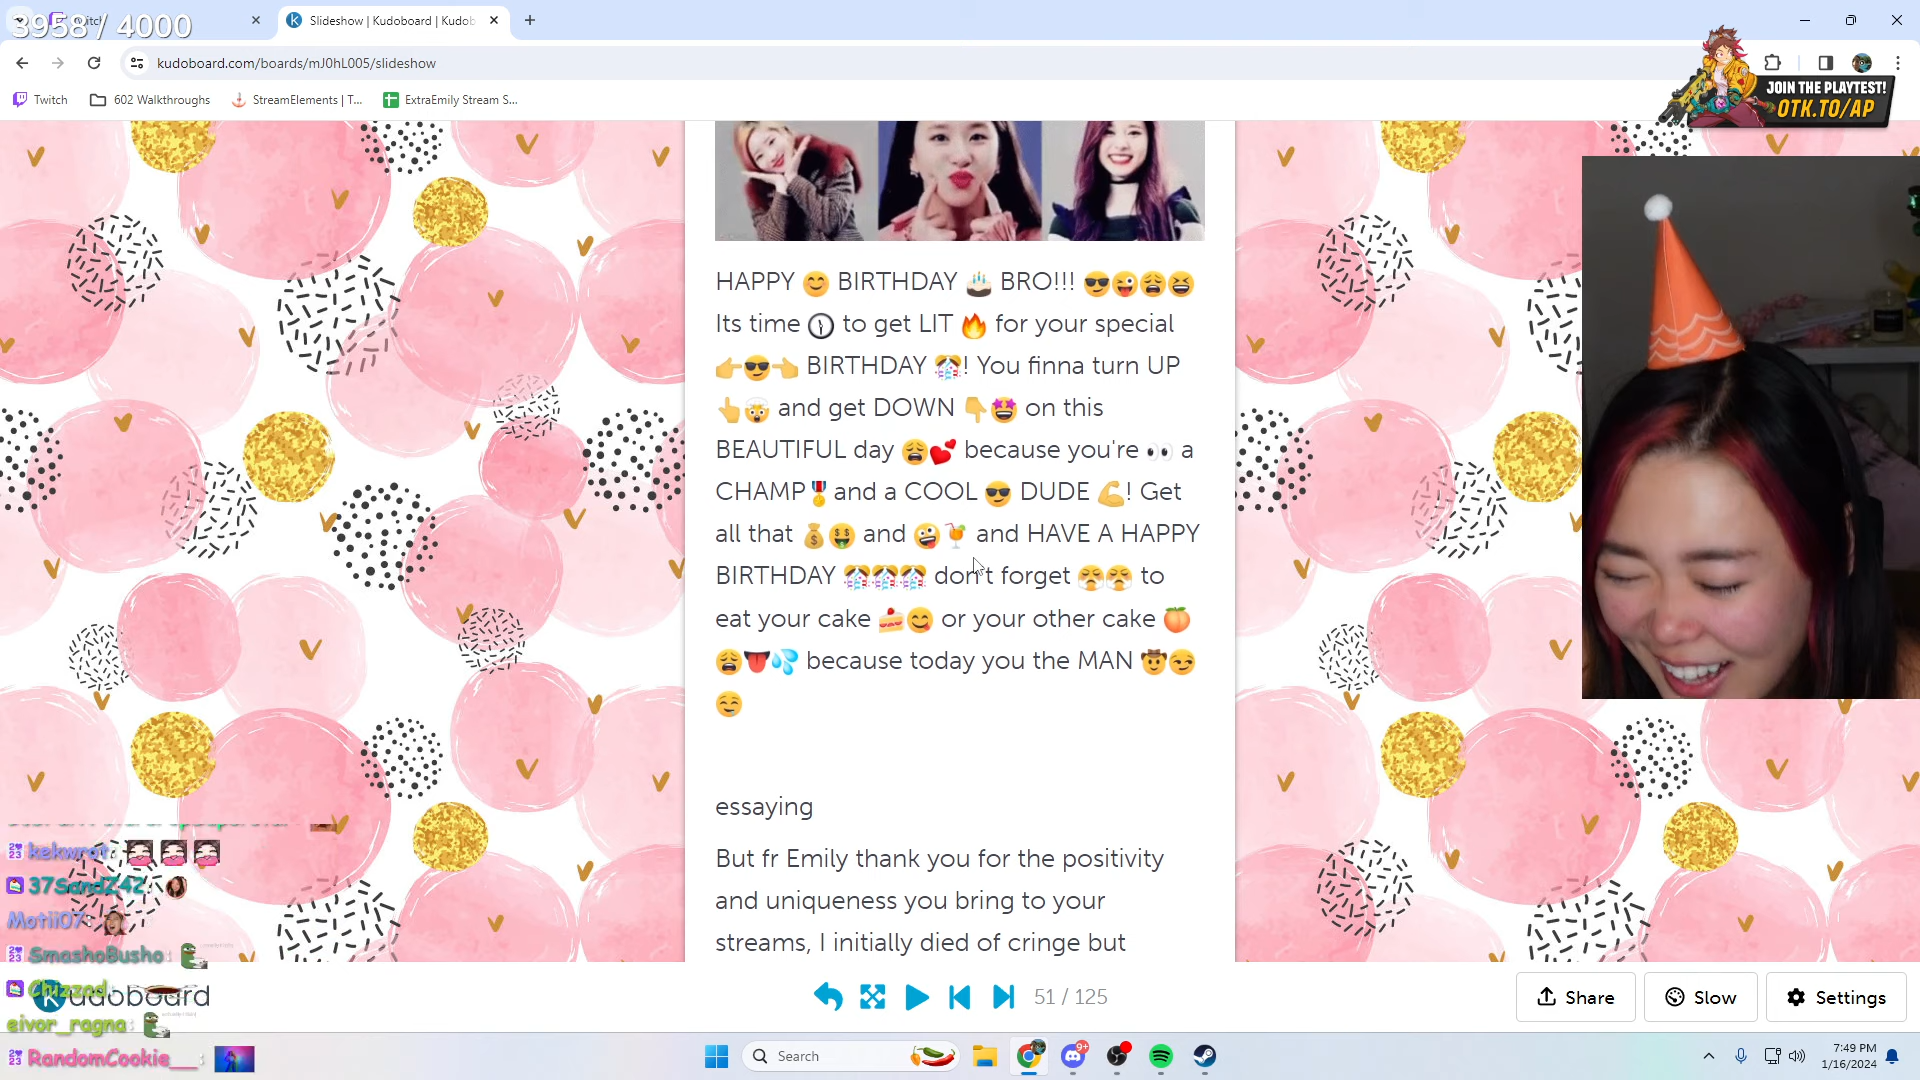 3958 / 4000
Slideshow | Kudoboard | Kudob
kudoboard.com/boards/mJ0hL005/slideshow
Twitch
602 Walkthroughs
StreamElements | T...
ExtraEmily Stream S...
JOIN THE PLAYTEST!
OTK.TO/AP
HAPPY 😊 BIRTHDAY 🎂 BRO!!! 😎😜😩😆
Its time 🕦 to get LIT 🔥 for your special
👉😎👈 BIRTHDAY 🎊! You finna turn UP
👆🤯 and get DOWN 👇🤩 on this
BEAUTIFUL day 😩💕 because you're 👀 a
CHAMP🎖️and a COOL 😎 DUDE 💪! Get
all that 💰🤑 and 🤪🍹 and HAVE A HAPPY
BIRTHDAY 🎊🎊🎊 don't forget 😤😤 to
eat your cake 🍰😋 or your other cake 🍑
😩👅💦 because today you the MAN 🤠😏
😌
essaying
But fr Emily thank you for the positivity
and uniqueness you bring to your
streams, I initially died of cringe but
kekwrot:
37SandZ42:
Motii07:
SmashoBusho:
Chizzad:
eivor_ragna:
RandomCookie__:
Kudoboard
51 / 125
Share
Slow
Settings
Search
9+
7:49 PM
1/16/2024